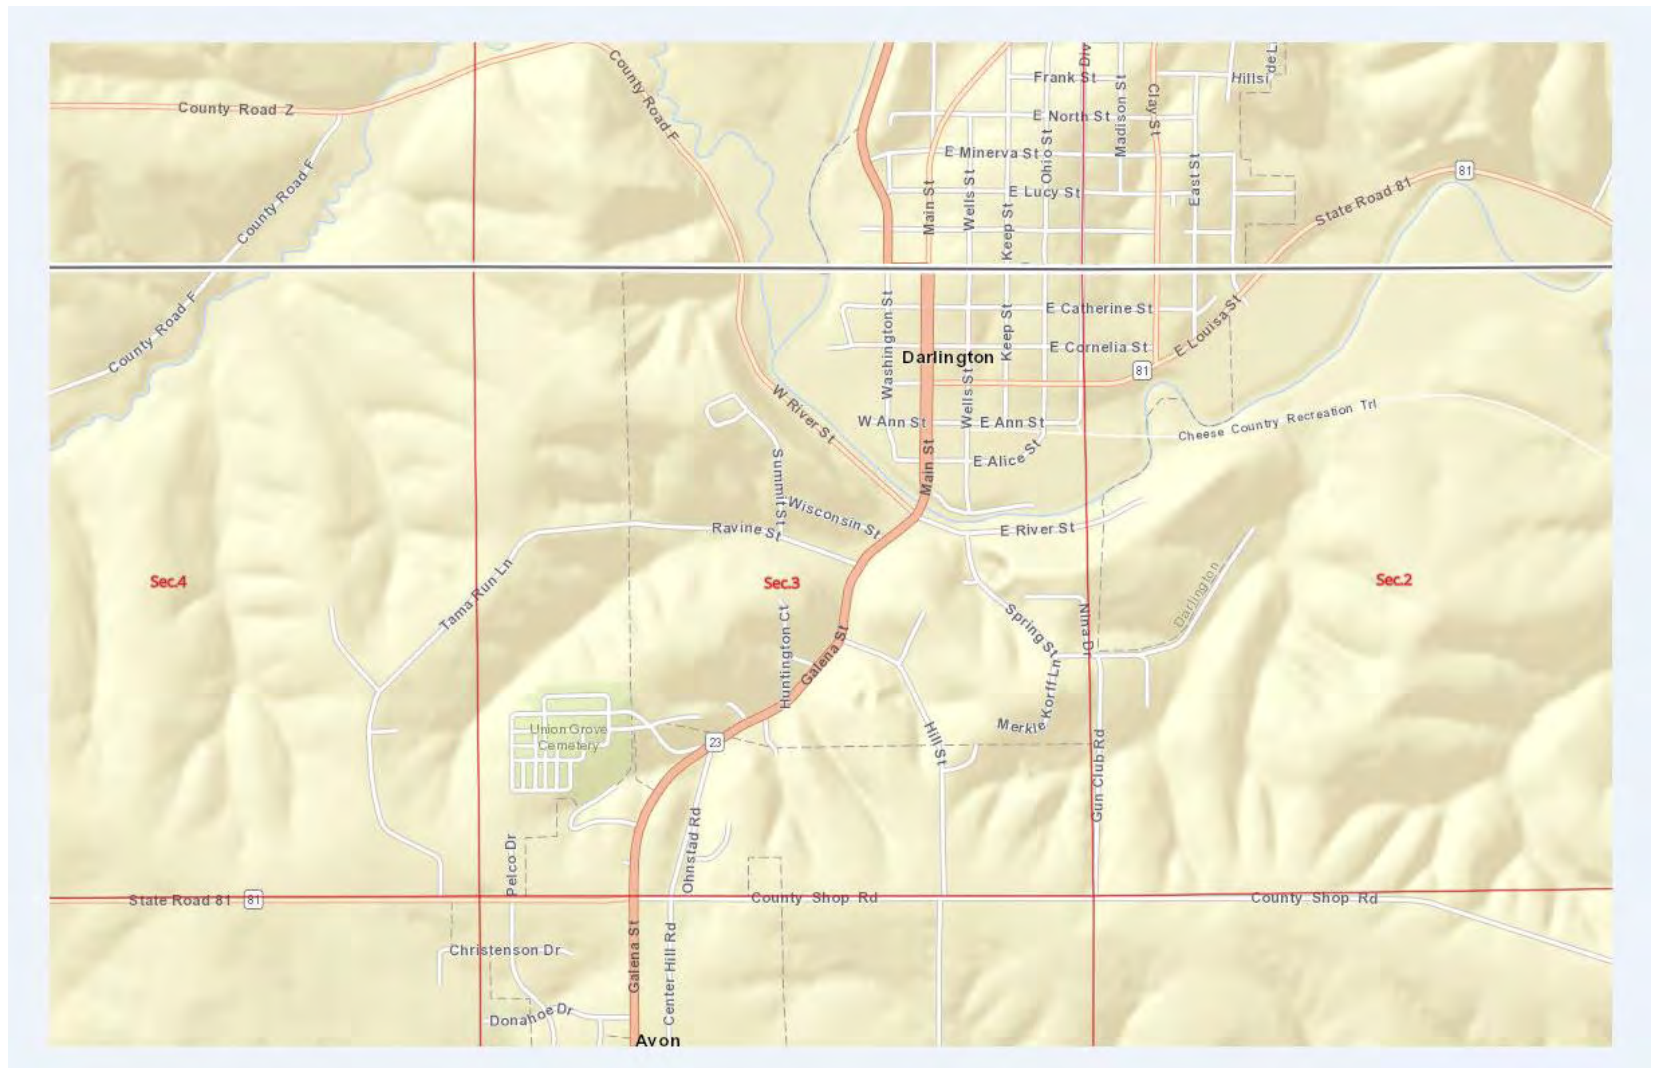 County Road F
Frank St
Div
Madison St
Clay St
Hillsi
de L
County Road Z
E North St
E Minerva St
Ohio St
County Road F
Main St
Wells St
E Lucy St
East St
State Road 81
81
Keep St
County Road F
Washington St
E Catherine St
Keep St
E Cornelia St
E Louisa St
Darlington
81
Wells St
W River St
W Ann St
E Ann St
Cheese Country Recreation Trl
E Alice St
Main St
Summit St
Wisconsin St
Ravine St
E River St
Tama Run Ln
Sec.4
Sec.3
Sec.2
Darlington
Huntington Ct
Galena St
Spring St
Nina Dr
Merkle Korff Ln
Union Grove
Cemetery
23
Hill St
Gun Club Rd
Ohnstad Rd
Pelco Dr
State Road 81
81
County Shop Rd
County Shop Rd
Christenson Dr
Galena St
Center Hill Rd
Donahoe Dr
Avon